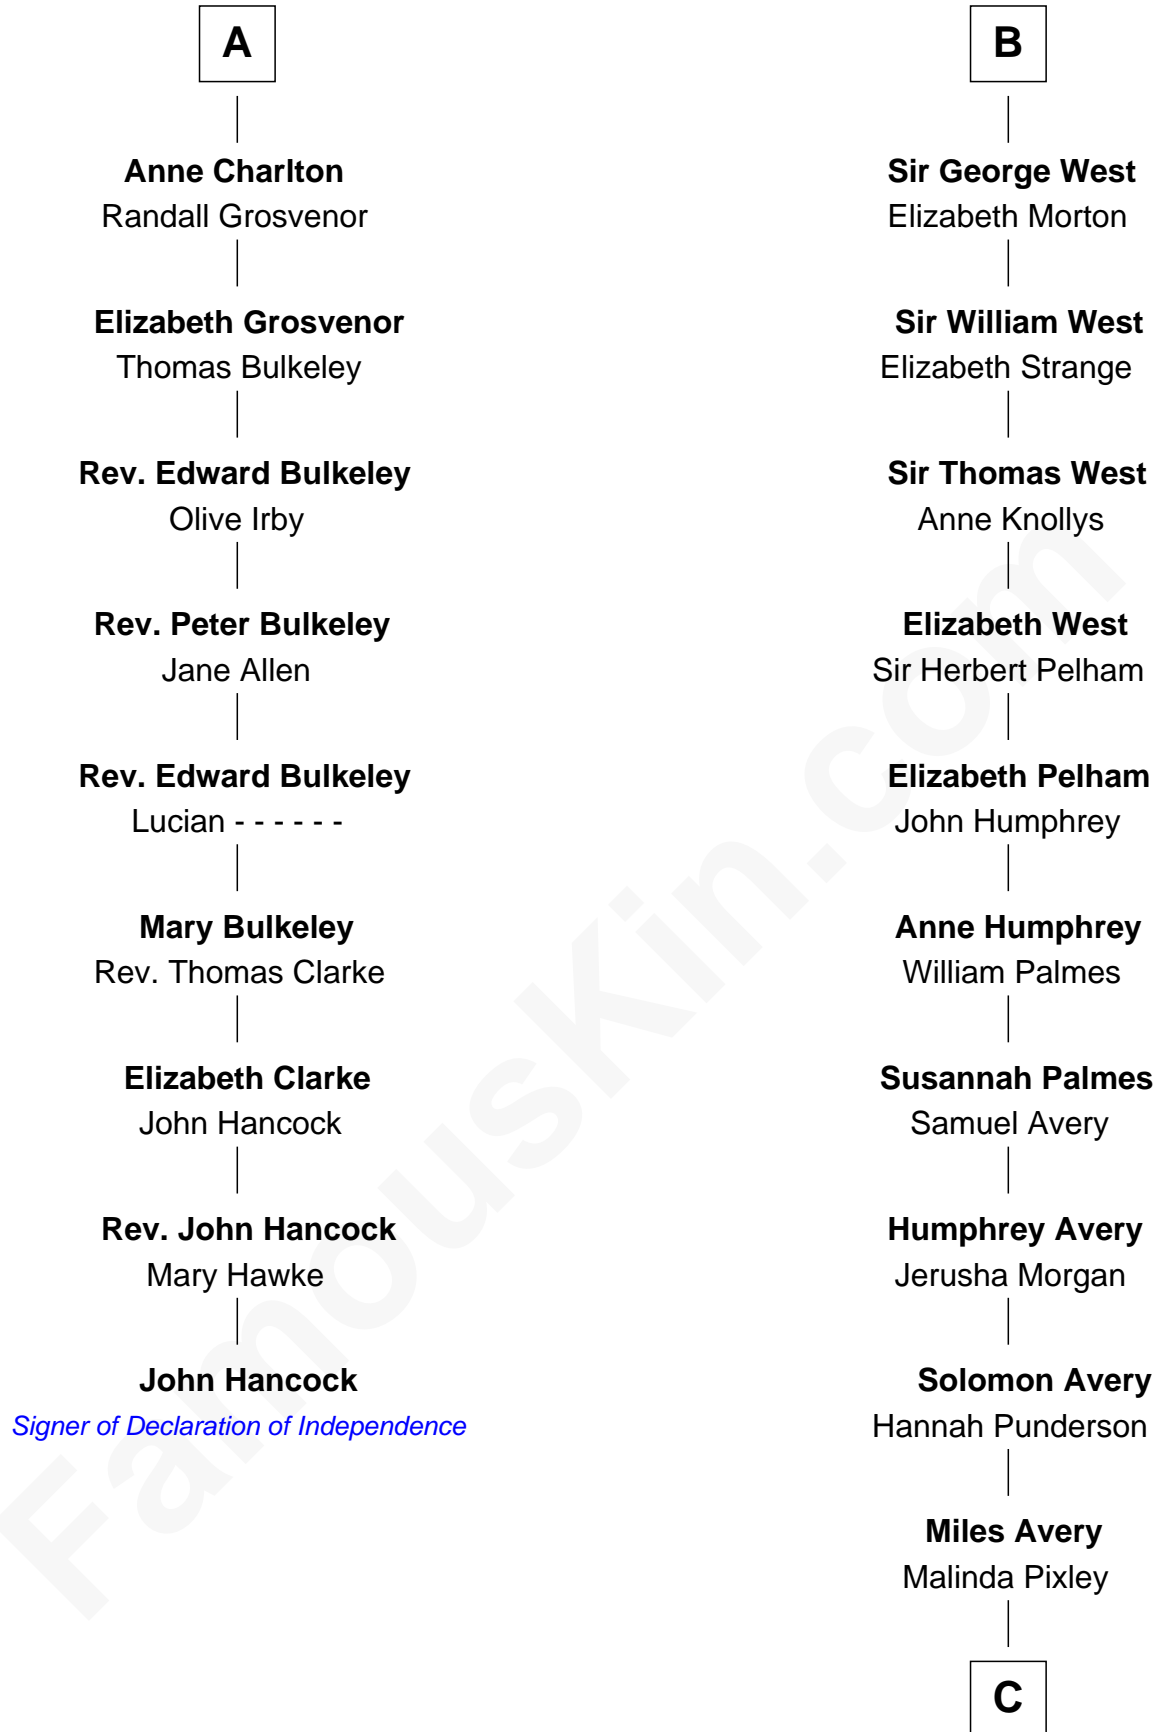 A
Anne Charlton
Randall Grosvenor
Elizabeth Grosvenor
Thomas Bulkeley
Rev. Edward Bulkeley
Olive Irby
Rev. Peter Bulkeley
Jane Allen
Rev. Edward Bulkeley
Lucian - - - - - -
Mary Bulkeley
Rev. Thomas Clarke
Elizabeth Clarke
John Hancock
Rev. John Hancock
Mary Hawke
John Hancock
Signer of Declaration of Independence
B
Sir George West
Elizabeth Morton
Sir William West
Elizabeth Strange
Sir Thomas West
Anne Knollys
Elizabeth West
Sir Herbert Pelham
Elizabeth Pelham
John Humphrey
Anne Humphrey
William Palmes
Susannah Palmes
Samuel Avery
Humphrey Avery
Jerusha Morgan
Solomon Avery
Hannah Punderson
Miles Avery
Malinda Pixley
C
FamousKin.com